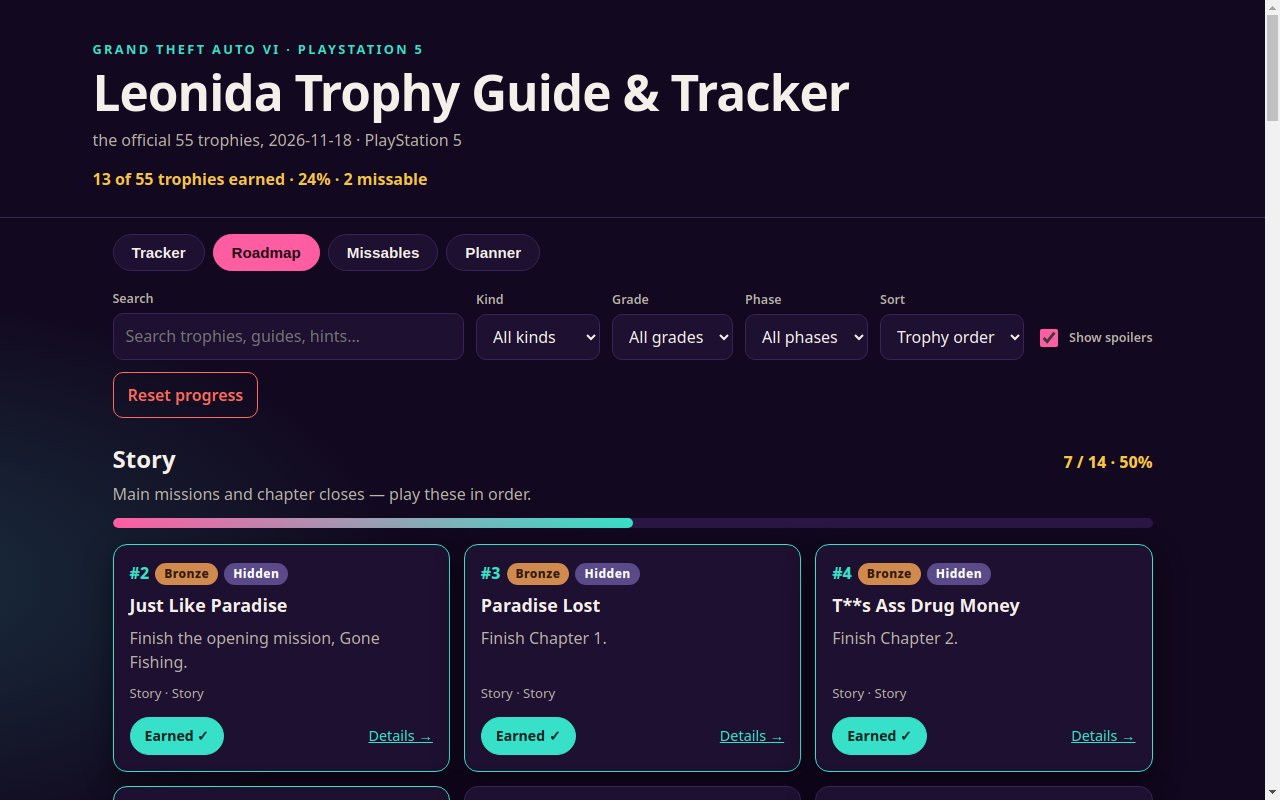 GRAND THEFT AUTO VI · PLAYSTATION 5
Leonida Trophy Guide & Tracker
the official 55 trophies, 2026-11-18 · PlayStation 5
13 of 55 trophies earned · 24% · 2 missable
Tracker Roadmap Missables Planner
Search Kind Grade Phase Sort
Search trophies, guides, hints... All kinds All grades All phases Trophy order Show spoilers
Reset progress
Story 7 / 14 · 50%
Main missions and chapter closes — play these in order.
#2 Bronze Hidden
Just Like Paradise
Finish the opening mission, Gone
Fishing.
Story · Story
Earned ✓ Details →
#3 Bronze Hidden
Paradise Lost
Finish Chapter 1.
Story · Story
Earned ✓ Details →
#4 Bronze Hidden
T**s Ass Drug Money
Finish Chapter 2.
Story · Story
Earned ✓ Details →